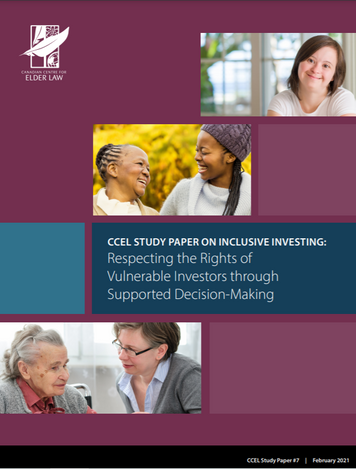 CANADIAN CENTRE FOR
ELDER LAW
CCEL STUDY PAPER ON INCLUSIVE INVESTING:
Respecting the Rights of
Vulnerable Investors through
Supported Decision-Making
CCEL Study Paper #7 | February 2021